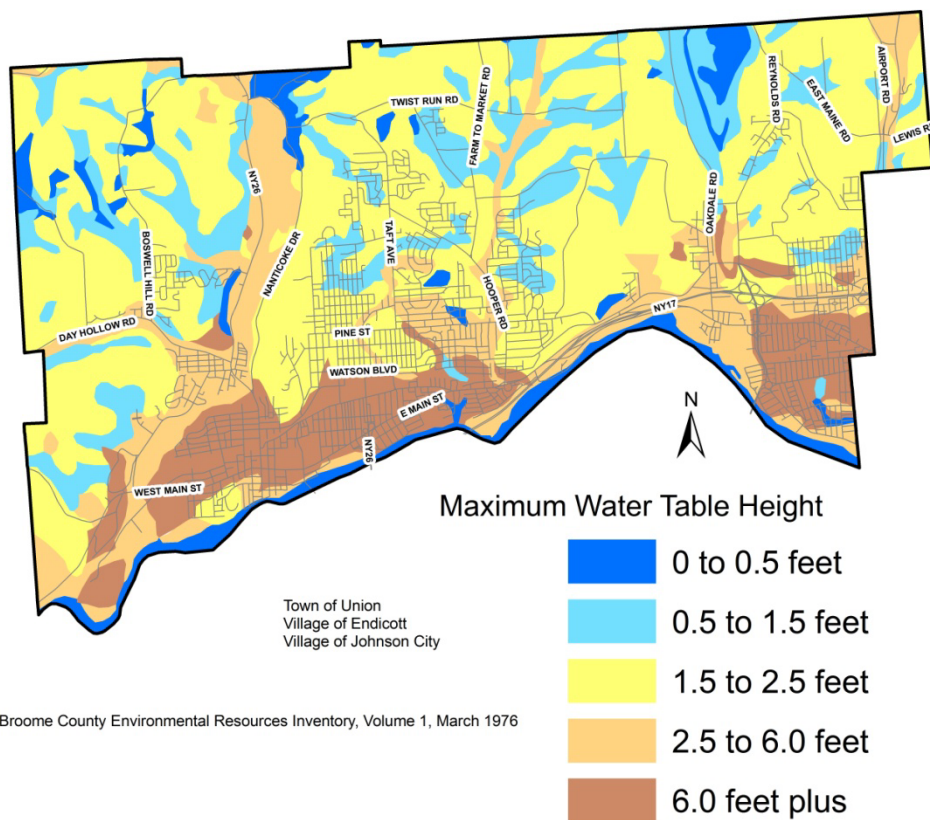 TWIST RUN RD
FARM TO MARKET RD
REYNOLDS RD
EAST MAINE RD
AIRPORT RD
LEWIS R
NY26
NANTICOKE DR
BOSWELL HILL RD
TAFT AVE
HOOPER RD
OAKDALE RD
NY17
DAY HOLLOW RD
PINE ST
WATSON BLVD
E MAIN ST
NY26
WEST MAIN ST
N
Maximum Water Table Height
0 to 0.5 feet
0.5 to 1.5 feet
1.5 to 2.5 feet
2.5 to 6.0 feet
6.0 feet plus
Town of Union
Village of Endicott
Village of Johnson City
Broome County Environmental Resources Inventory, Volume 1, March 1976